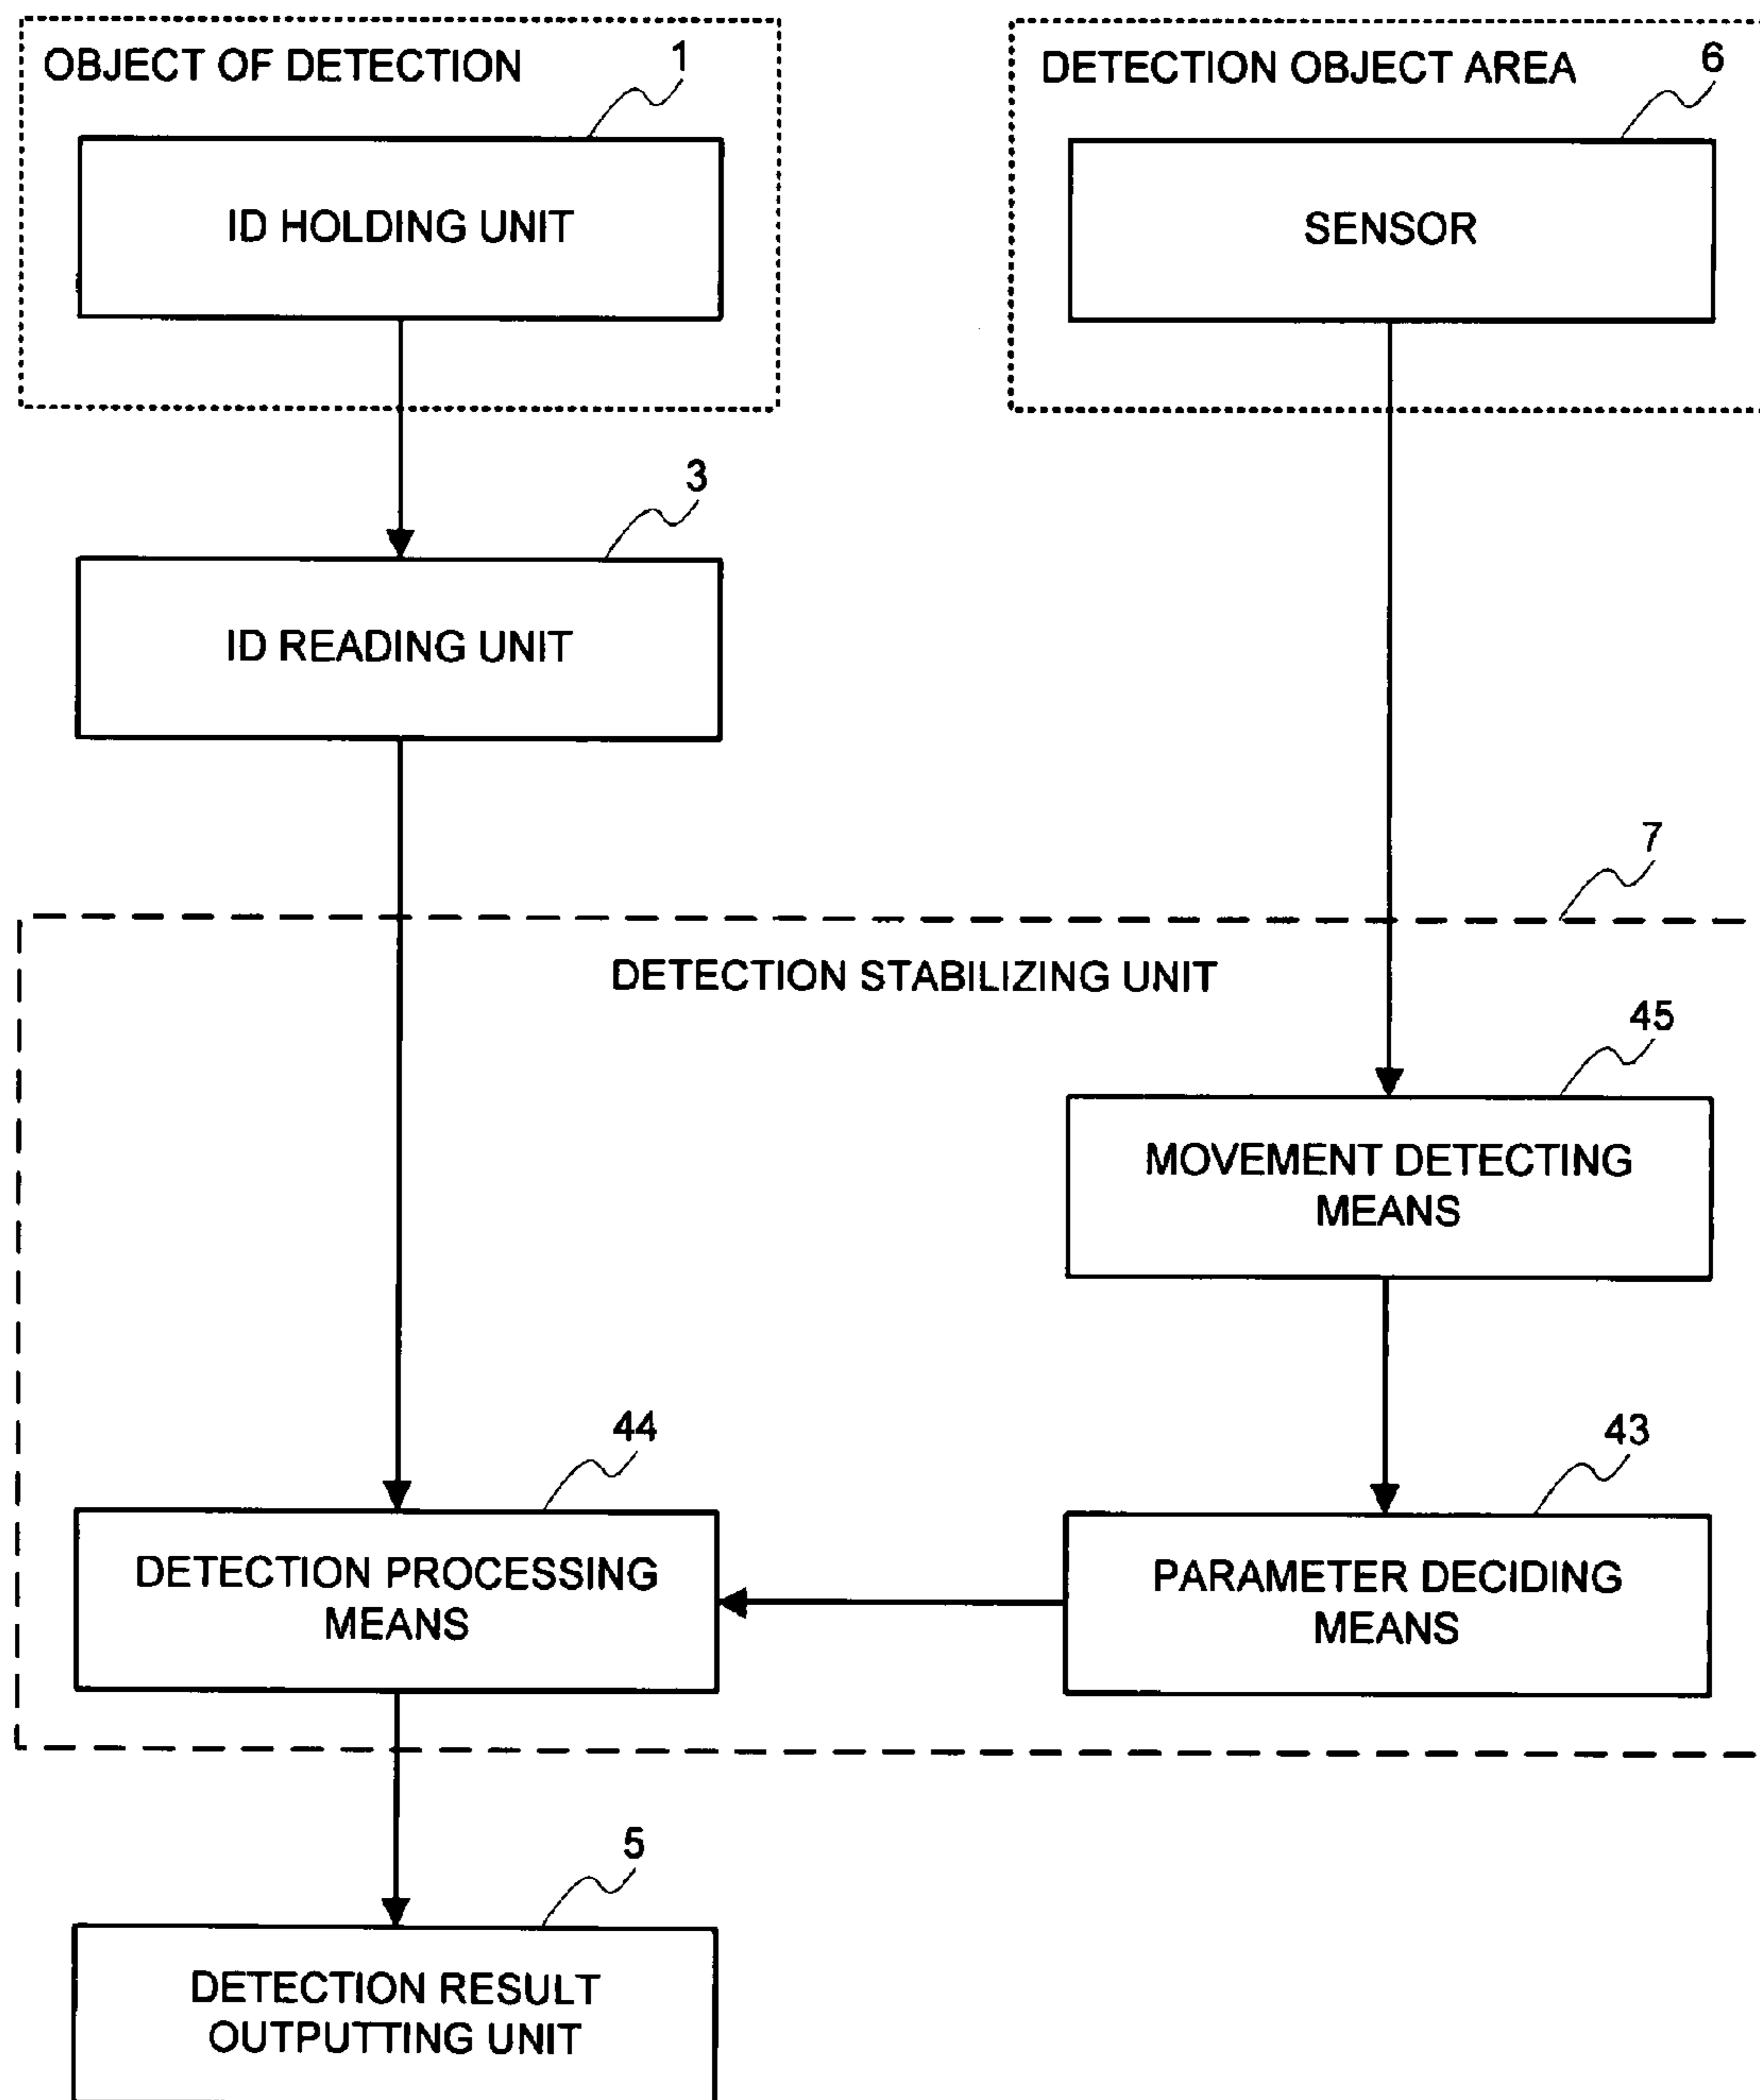 OBJECT OF DETECTION
1
ID HOLDING UNIT
DETECTION OBJECT AREA
6
SENSOR
3
ID READING UNIT
7
DETECTION STABILIZING UNIT
45
MOVEMENT DETECTING
MEANS
44
DETECTION PROCESSING
MEANS
43
PARAMETER DECIDING
MEANS
5
DETECTION RESULT
OUTPUTTING UNIT